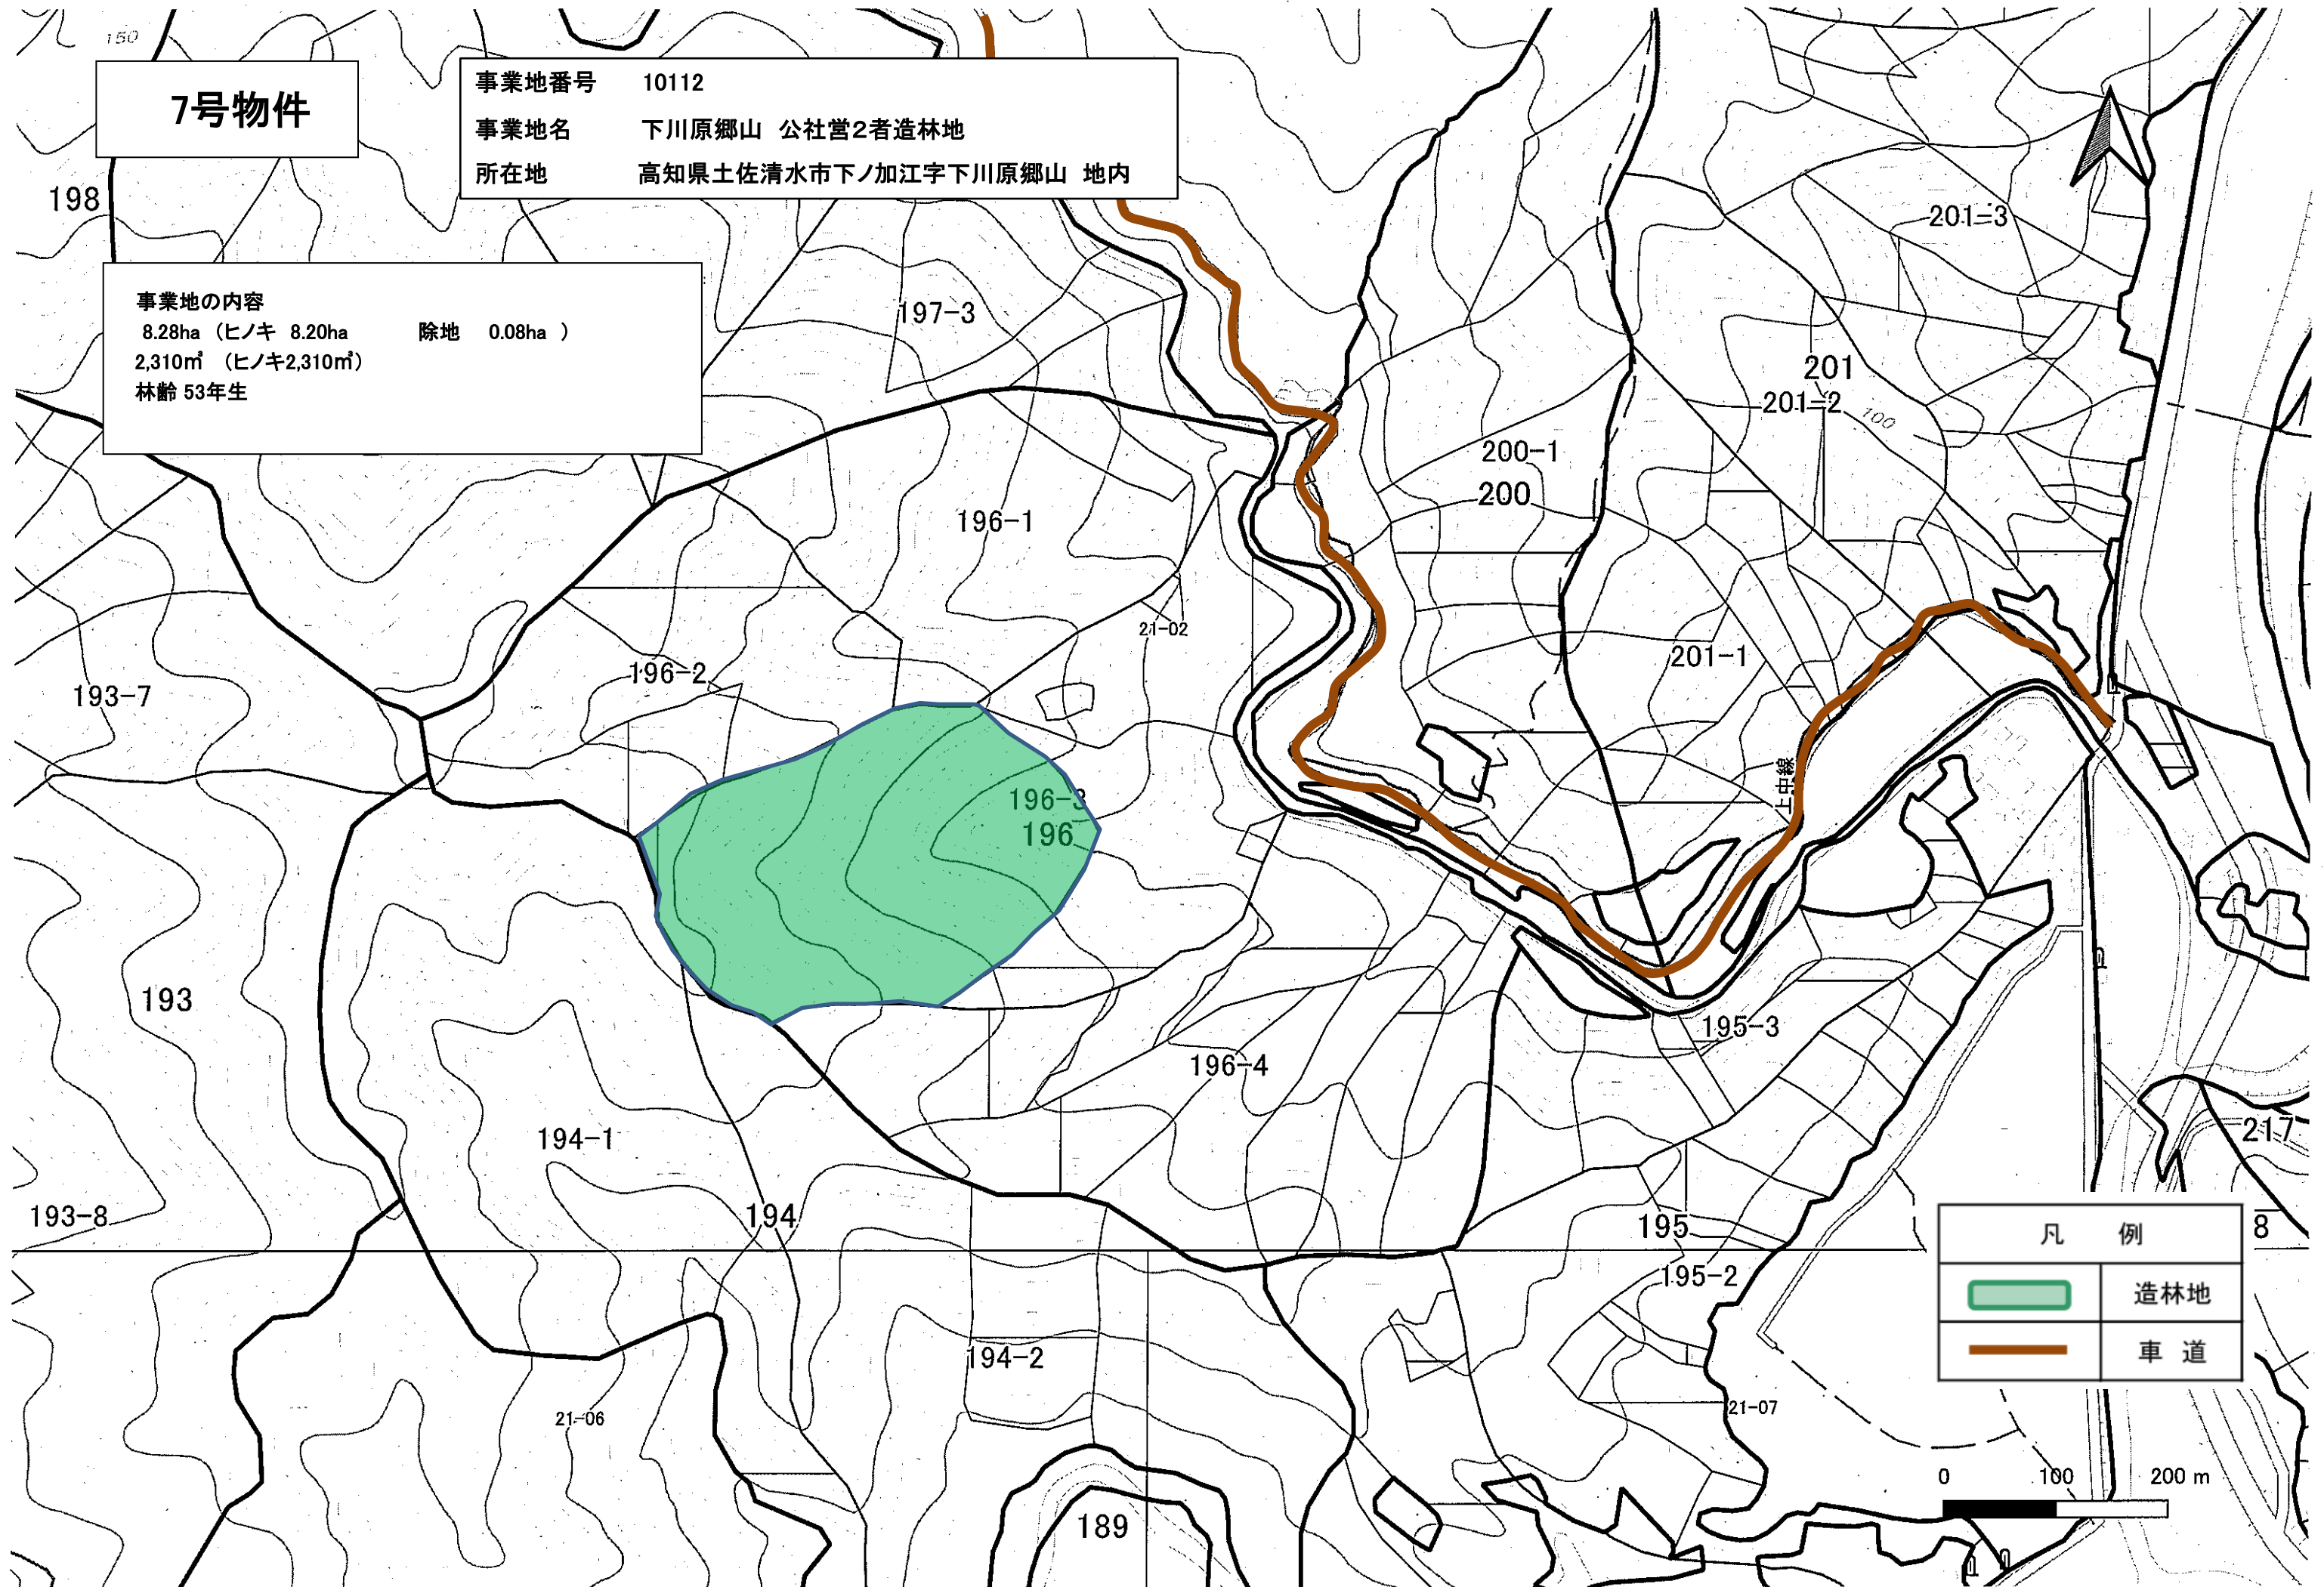 150
7号物件
事業地番号 10112
事業地名 下川原郷山 公社営2者造林地
所在地 高知県土佐清水市下ノ加江字下川原郷山 地内
198
201-3
事業地の内容
8.28ha (ヒノキ 8.20ha 除地 0.08ha )
2,310㎥ (ヒノキ2,310㎥)
林齢 53年生
197-3
201
201-2
100
200-1
200
196-1
21-02
201-1
196-2
193-7
上中線
196-3
196
193
195-3
196-4
194-1
217
193-8
194
195
8
195-2
194-2
21-06
21-07
189
凡 例
造林地
車 道
0 100 200 m